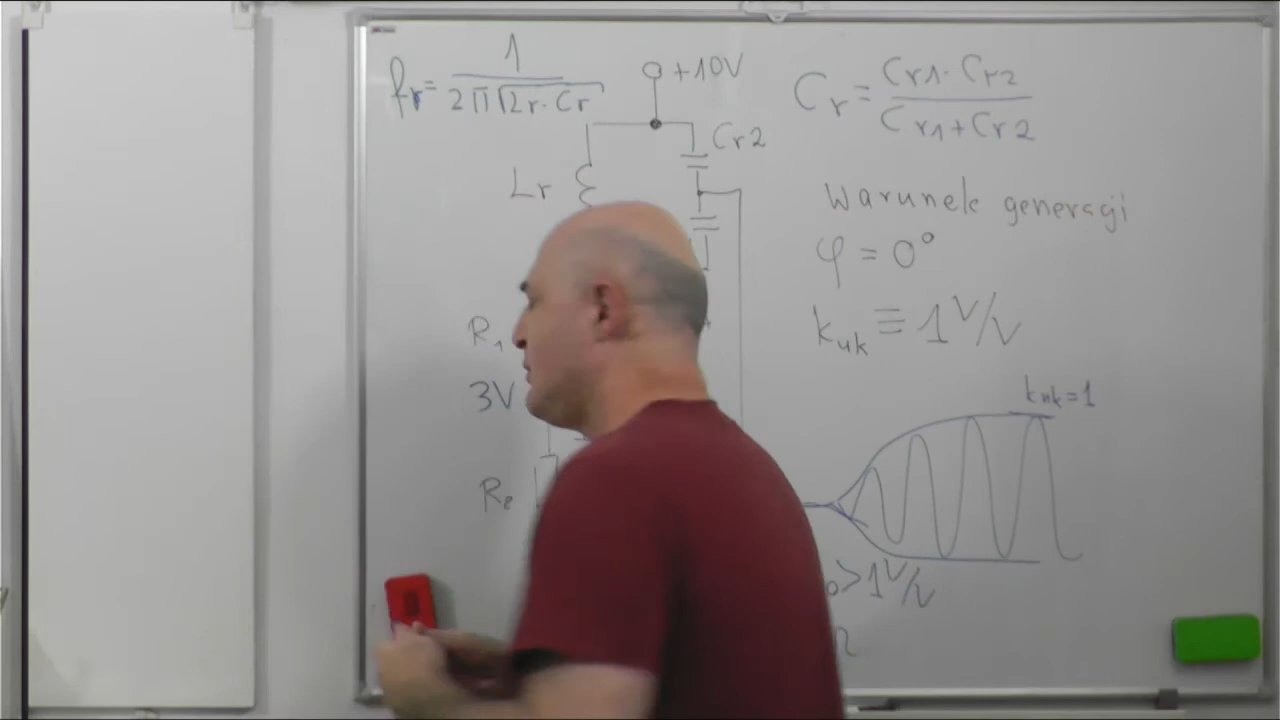 fr = 1 / 2π√Lr·Cr
+10V
Cr = Cr1·Cr2 / Cr1+Cr2
Cr2
Lr
Warunek generacji
φ = 0°
kuk ≡ 1 V/V
R1
3V
kuk=1
R2
>1 V/V